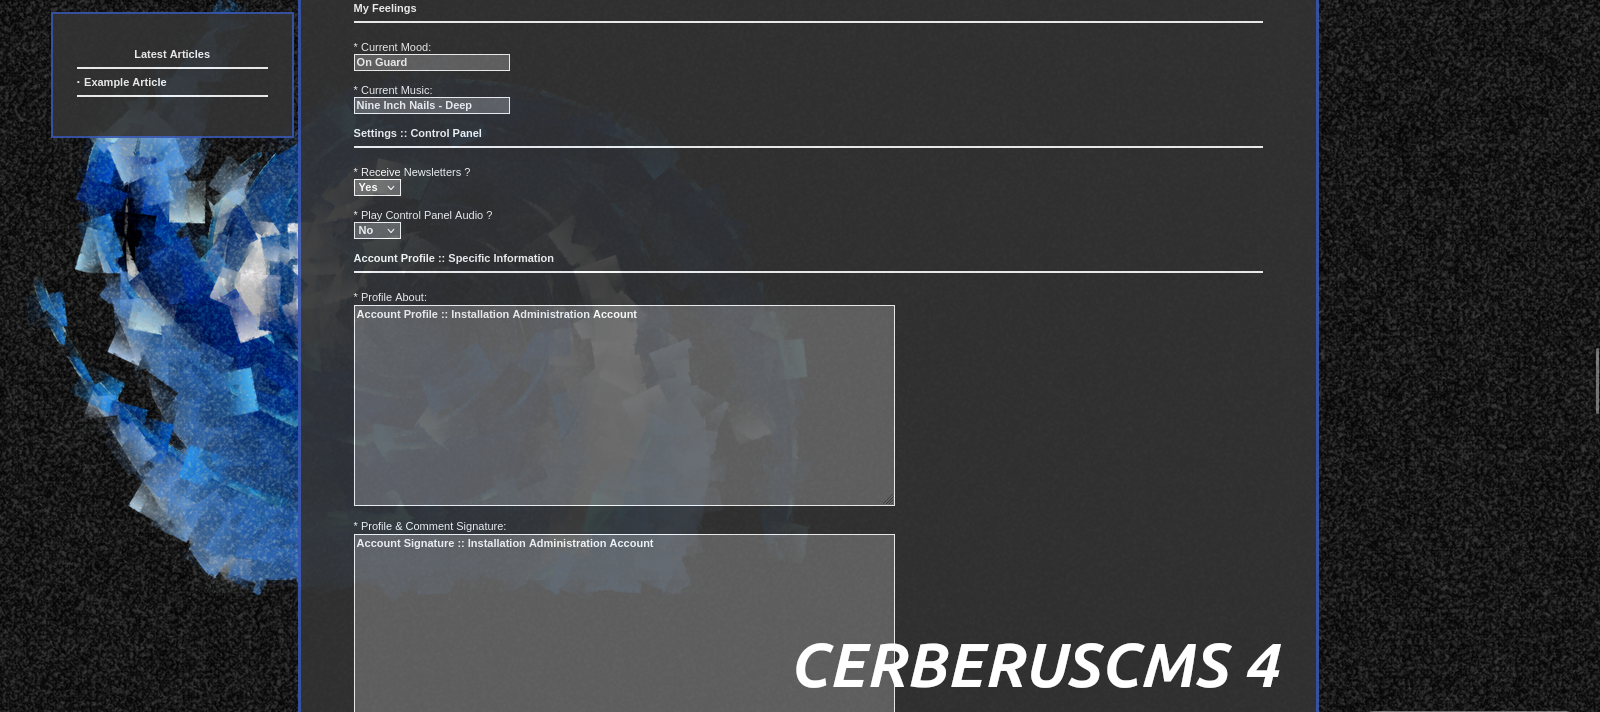 Latest Articles
· Example Article
My Feelings
* Current Mood:
On Guard
* Current Music:
Nine Inch Nails - Deep
Settings :: Control Panel
* Receive Newsletters ?
Yes
* Play Control Panel Audio ?
No
Account Profile :: Specific Information
* Profile About:
Account Profile :: Installation Administration Account
* Profile & Comment Signature:
Account Signature :: Installation Administration Account
CERBERUSCMS 4